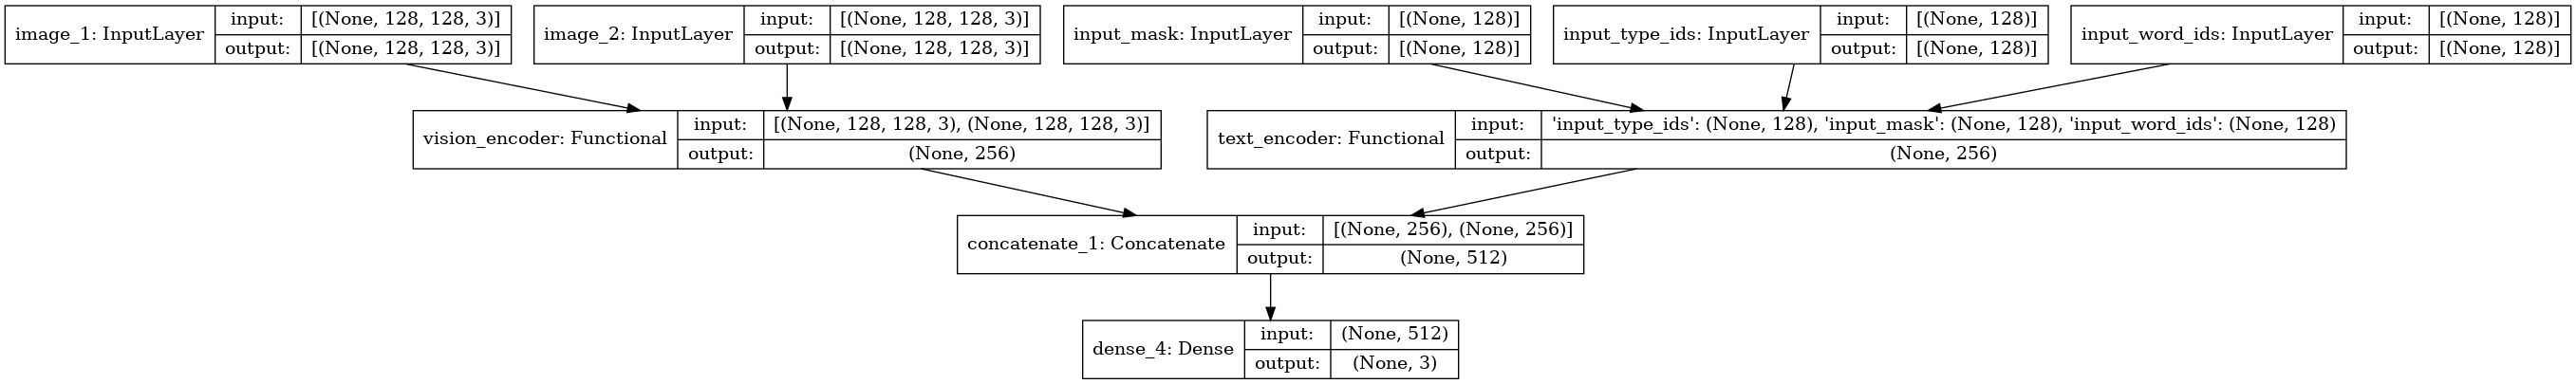 image_1: InputLayer
input:
[(None, 128, 128, 3)]
output:
[(None, 128, 128, 3)]
image_2: InputLayer
input:
[(None, 128, 128, 3)]
output:
[(None, 128, 128, 3)]
input_mask: InputLayer
input:
[(None, 128)]
output:
[(None, 128)]
input_type_ids: InputLayer
input:
[(None, 128)]
output:
[(None, 128)]
input_word_ids: InputLayer
input:
[(None, 128)]
output:
[(None, 128)]
vision_encoder: Functional
input:
[(None, 128, 128, 3), (None, 128, 128, 3)]
output:
(None, 256)
text_encoder: Functional
input:
'input_type_ids': (None, 128), 'input_mask': (None, 128), 'input_word_ids': (None, 128)
output:
(None, 256)
concatenate_1: Concatenate
input:
[(None, 256), (None, 256)]
output:
(None, 512)
dense_4: Dense
input:
(None, 512)
output:
(None, 3)